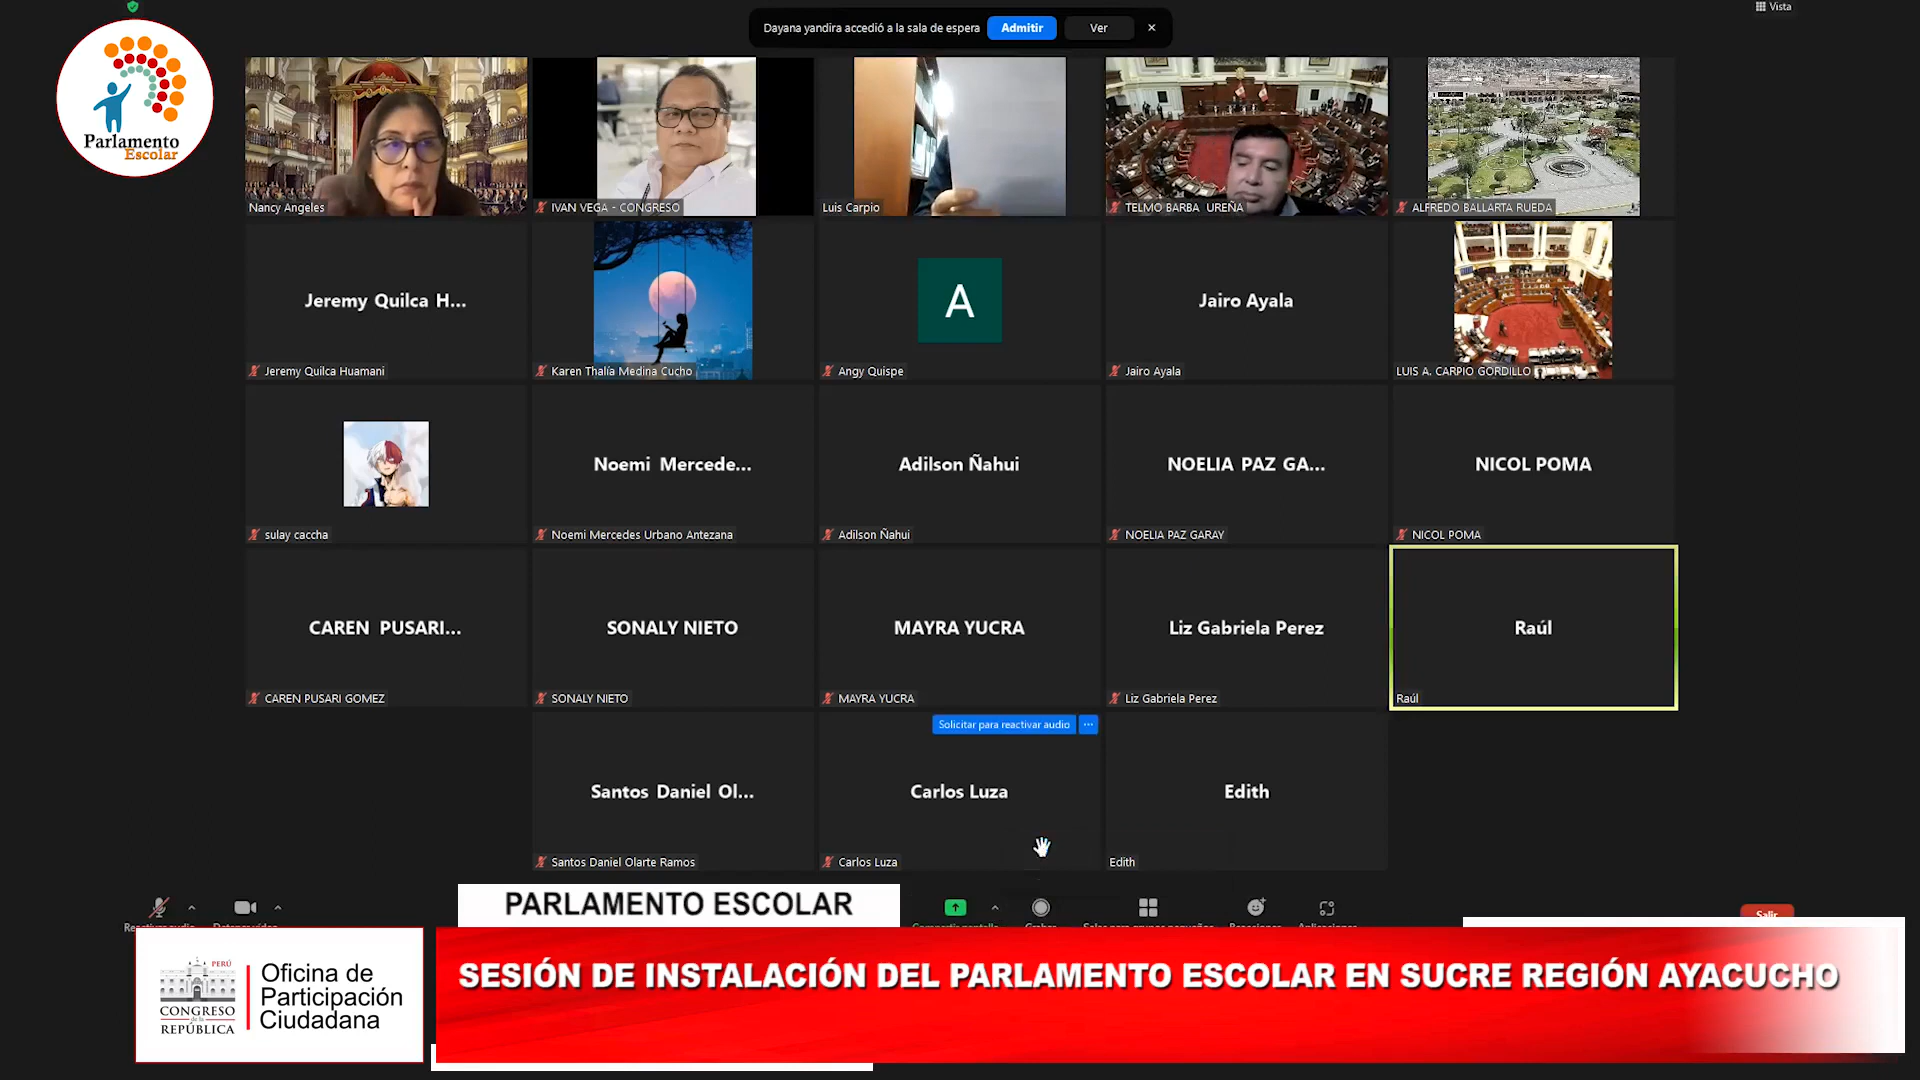 Vista
Dayana yandira accedió a la sala de espera
Admitir
Ver
Parlamento
Escolar
Nancy Angeles
IVAN VEGA - CONGRESO
Luis Carpio
TELMO BARBA UREÑA
ALFREDO BALLARTA RUEDA
Jeremy Quilca H...
A
Jairo Ayala
Jeremy Quilca Huamani
Karen Thalía Medina Cucho
Angy Quispe
Jairo Ayala
LUIS A. CARPIO GORDILLO
Noemi Mercede...
Adilson Ñahui
NOELIA PAZ GA...
NICOL POMA
sulay caccha
Noemi Mercedes Urbano Antezana
Adilson Ñahui
NOELIA PAZ GARAY
NICOL POMA
CAREN PUSARI...
SONALY NIETO
MAYRA YUCRA
Liz Gabriela Perez
Raúl
CAREN PUSARI GOMEZ
SONALY NIETO
MAYRA YUCRA
Liz Gabriela Perez
Raúl
Solicitar para reactivar audio
...
Santos Daniel Ol...
Carlos Luza
Edith
Santos Daniel Olarte Ramos
Carlos Luza
Edith
PARLAMENTO ESCOLAR
Salir
PERÚ
CONGRESO
de la
REPÚBLICA
Oficina de
Participación
Ciudadana
SESIÓN DE INSTALACIÓN DEL PARLAMENTO ESCOLAR EN SUCRE REGIÓN AYACUCHO